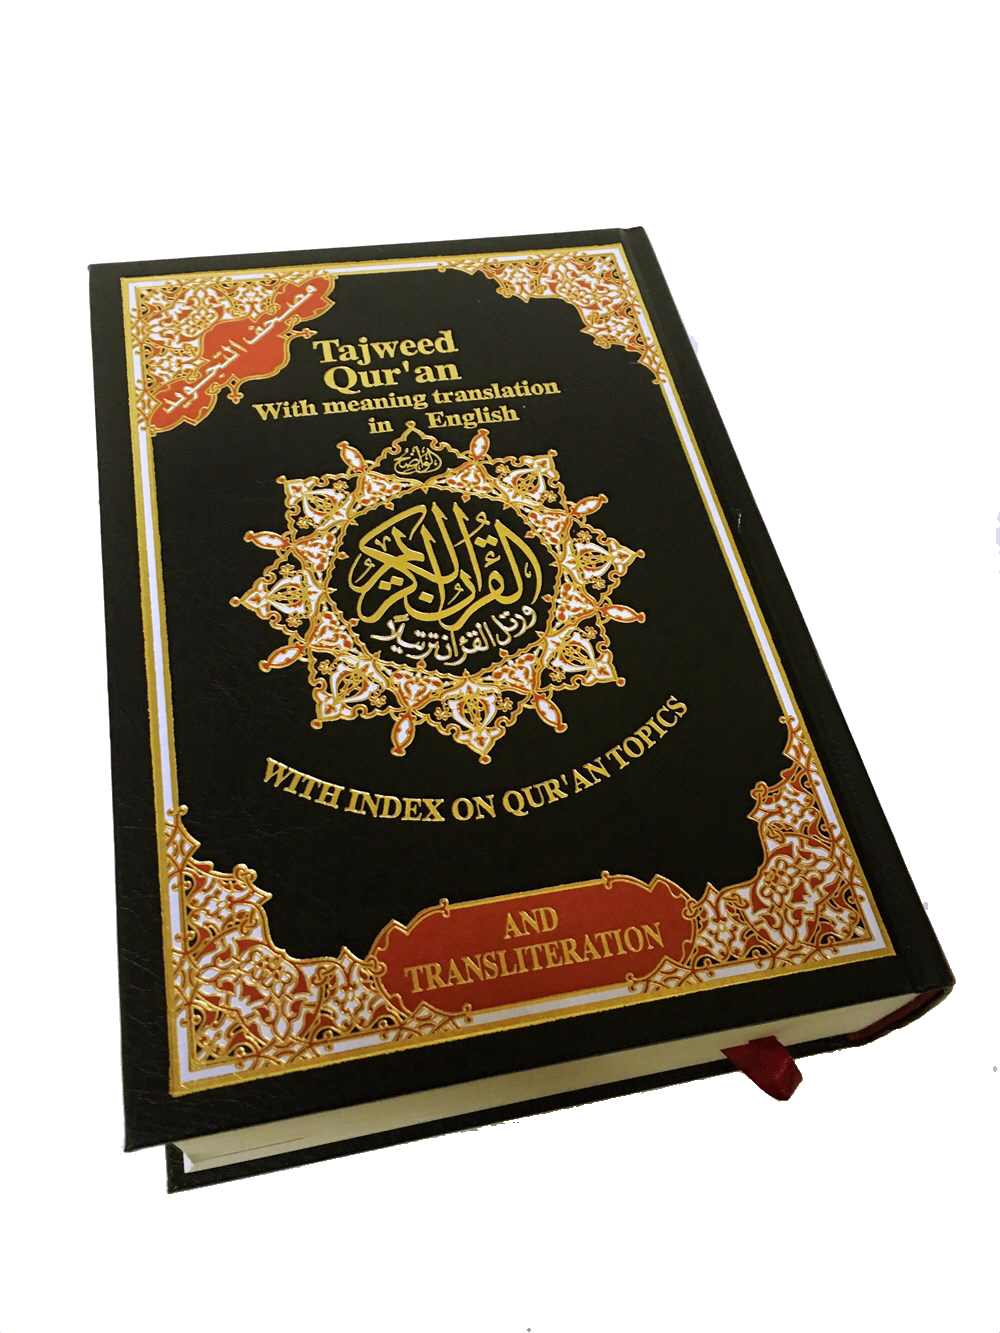 مصحف التجويد
Tajweed
Qur'an
With meaning translation
in English
الواضح
القرآن الكريم
ورتل القرآن ترتيلا
WITH INDEX ON QUR'AN TOPICS
AND
TRANSLITERATION